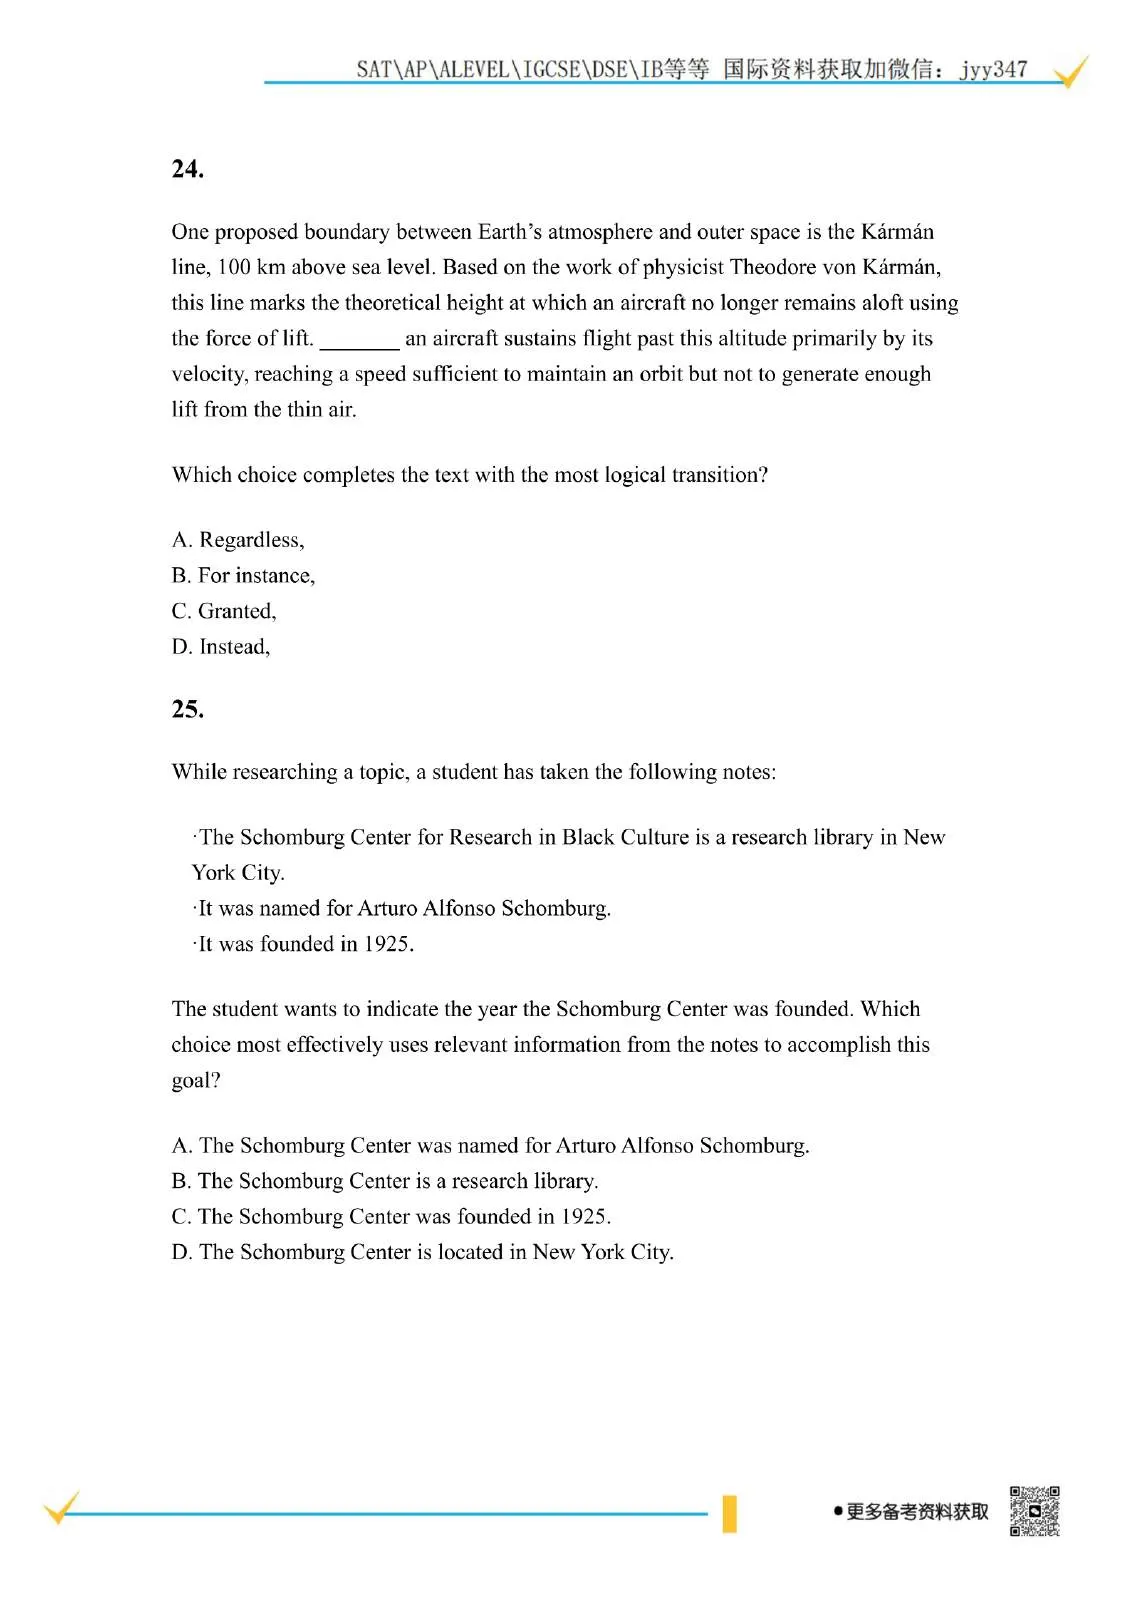 SAT\AP\ALEVEL\IGCSE\DSE\IB等等 国际资料获取加微信：jyy347
24.
One proposed boundary between Earth’s atmosphere and outer space is the Kármán
line, 100 km above sea level. Based on the work of physicist Theodore von Kármán,
this line marks the theoretical height at which an aircraft no longer remains aloft using
the force of lift. _______ an aircraft sustains flight past this altitude primarily by its
velocity, reaching a speed sufficient to maintain an orbit but not to generate enough
lift from the thin air.
Which choice completes the text with the most logical transition?
A. Regardless,
B. For instance,
C. Granted,
D. Instead,
25.
While researching a topic, a student has taken the following notes:
·The Schomburg Center for Research in Black Culture is a research library in New
York City.
·It was named for Arturo Alfonso Schomburg.
·It was founded in 1925.
The student wants to indicate the year the Schomburg Center was founded. Which
choice most effectively uses relevant information from the notes to accomplish this
goal?
A. The Schomburg Center was named for Arturo Alfonso Schomburg.
B. The Schomburg Center is a research library.
C. The Schomburg Center was founded in 1925.
D. The Schomburg Center is located in New York City.
●更多备考资料获取